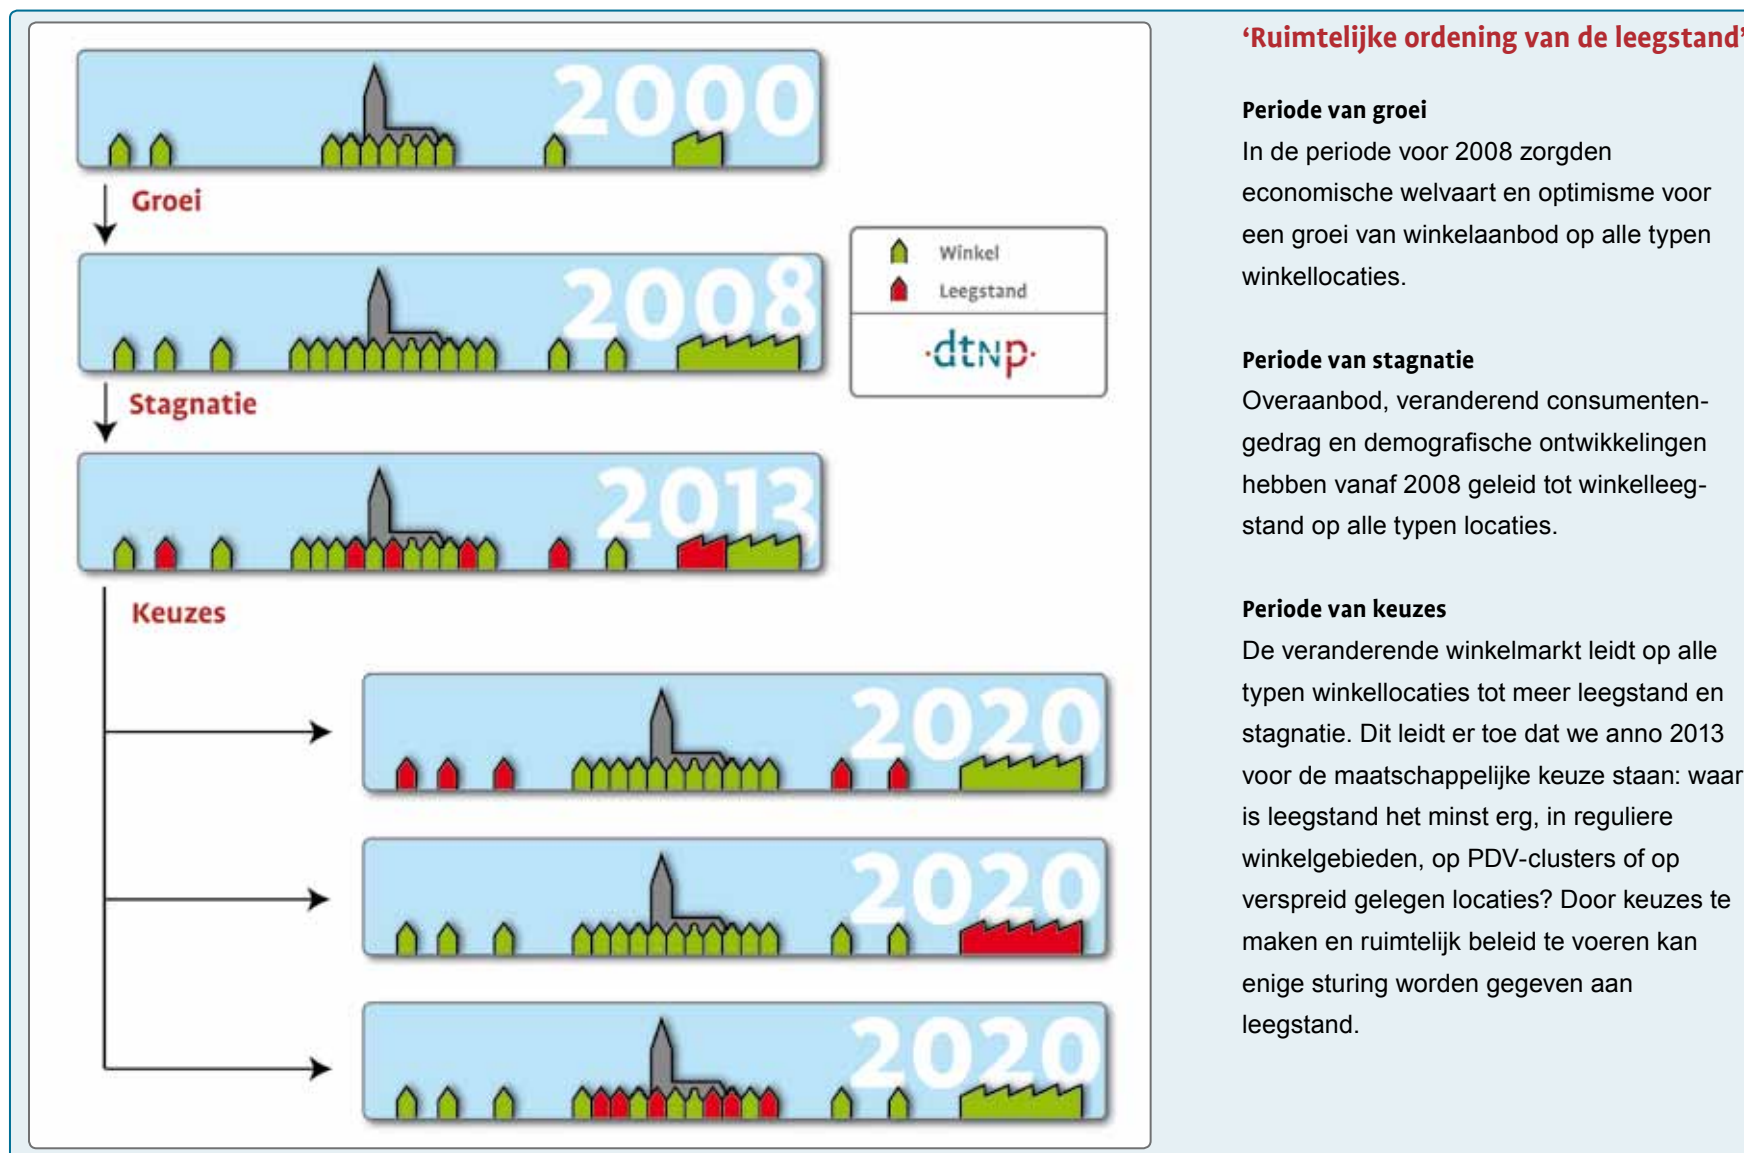 2000
Groei
2008
Winkel
Leegstand
dtnp
Stagnatie
2013
Keuzes
2020
2020
2020
‘Ruimtelijke ordening van de leegstand’
Periode van groei
In de periode voor 2008 zorgden
economische welvaart en optimisme voor
een groei van winkelaanbod op alle typen
winkellocaties.
Periode van stagnatie
Overaanbod, veranderend consumenten-
gedrag en demografische ontwikkelingen
hebben vanaf 2008 geleid tot winkelleeg-
stand op alle typen locaties.
Periode van keuzes
De veranderende winkelmarkt leidt op alle
typen winkellocaties tot meer leegstand en
stagnatie. Dit leidt er toe dat we anno 2013
voor de maatschappelijke keuze staan: waar
is leegstand het minst erg, in reguliere
winkelgebieden, op PDV-clusters of op
verspreid gelegen locaties? Door keuzes te
maken en ruimtelijk beleid te voeren kan
enige sturing worden gegeven aan
leegstand.